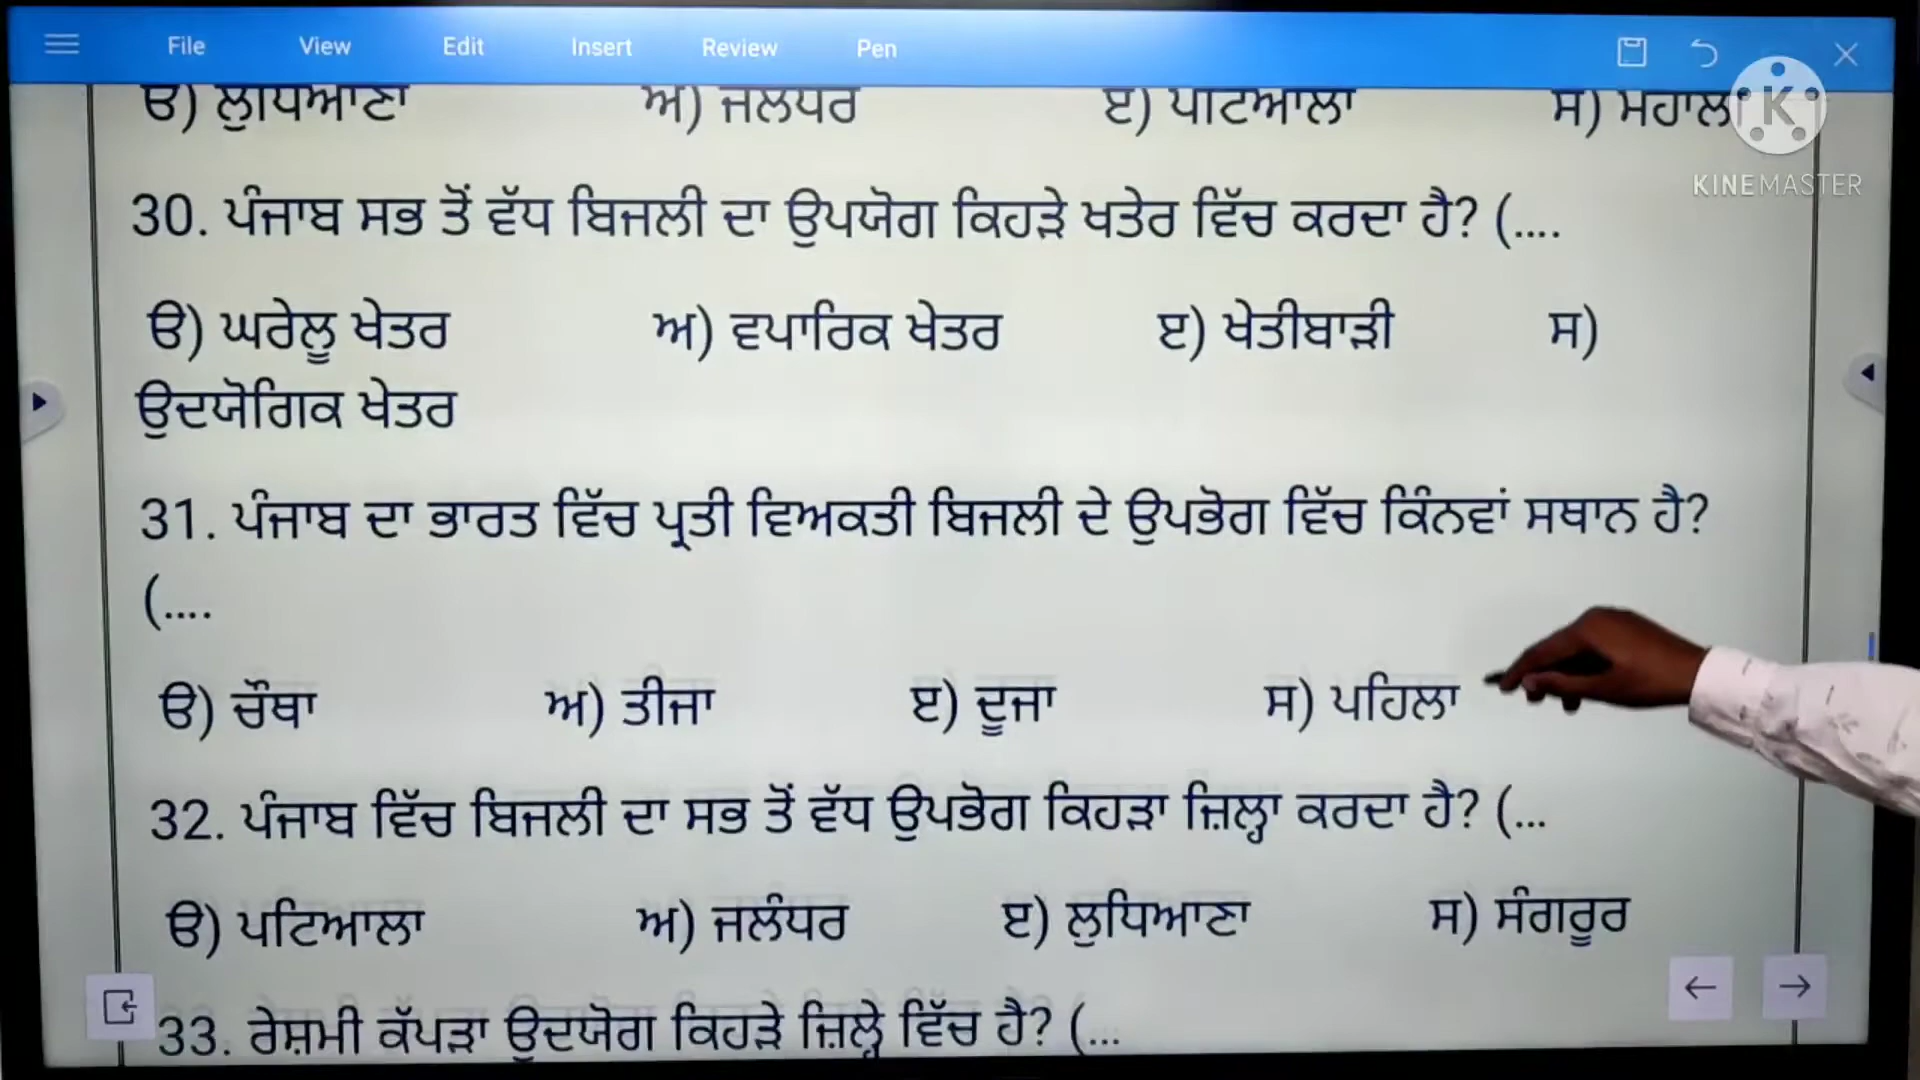 File View Edit Insert Review Pen
ੳ) ਲੁਧਿਆਣਾ ਅ) ਜਲੰਧਰ ੲ) ਪਟਿਆਲਾ ਸ) ਮੋਹਾਲੀ
KINEMASTER
30. ਪੰਜਾਬ ਸਭ ਤੋਂ ਵੱਧ ਬਿਜਲੀ ਦਾ ਉਪਯੋਗ ਕਿਹੜੇ ਖਤੇਰ ਵਿੱਚ ਕਰਦਾ ਹੈ? (....
ੳ) ਘਰੇਲੂ ਖੇਤਰ ਅ) ਵਪਾਰਿਕ ਖੇਤਰ ੲ) ਖੇਤੀਬਾੜੀ ਸ)
ਉਦਯੋਗਿਕ ਖੇਤਰ
31. ਪੰਜਾਬ ਦਾ ਭਾਰਤ ਵਿੱਚ ਪ੍ਰਤੀ ਵਿਅਕਤੀ ਬਿਜਲੀ ਦੇ ਉਪਭੋਗ ਵਿੱਚ ਕਿੰਨਵਾਂ ਸਥਾਨ ਹੈ?
(....
ੳ) ਚੌਥਾ ਅ) ਤੀਜਾ ੲ) ਦੂਜਾ ਸ) ਪਹਿਲਾ
32. ਪੰਜਾਬ ਵਿੱਚ ਬਿਜਲੀ ਦਾ ਸਭ ਤੋਂ ਵੱਧ ਉਪਭੋਗ ਕਿਹੜਾ ਜ਼ਿਲ੍ਹਾ ਕਰਦਾ ਹੈ? (...
ੳ) ਪਟਿਆਲਾ ਅ) ਜਲੰਧਰ ੲ) ਲੁਧਿਆਣਾ ਸ) ਸੰਗਰੂਰ
33. ਰੇਸ਼ਮੀ ਕੱਪੜਾ ਉਦਯੋਗ ਕਿਹੜੇ ਜ਼ਿਲ੍ਹੇ ਵਿੱਚ ਹੈ? (...